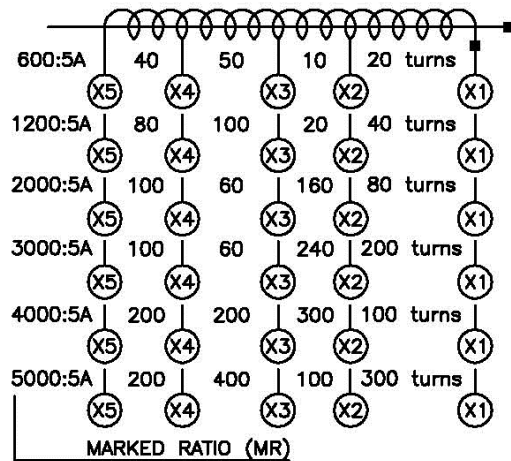 600:5A 40 50 10 20 turns
X5 X4 X3 X2 X1
1200:5A 80 100 20 40 turns
X5 X4 X3 X2 X1
2000:5A 100 60 160 80 turns
X5 X4 X3 X2 X1
3000:5A 100 60 240 200 turns
X5 X4 X3 X2 X1
4000:5A 200 200 300 100 turns
X5 X4 X3 X2 X1
5000:5A 200 400 100 300 turns
X5 X4 X3 X2 X1
MARKED RATIO (MR)